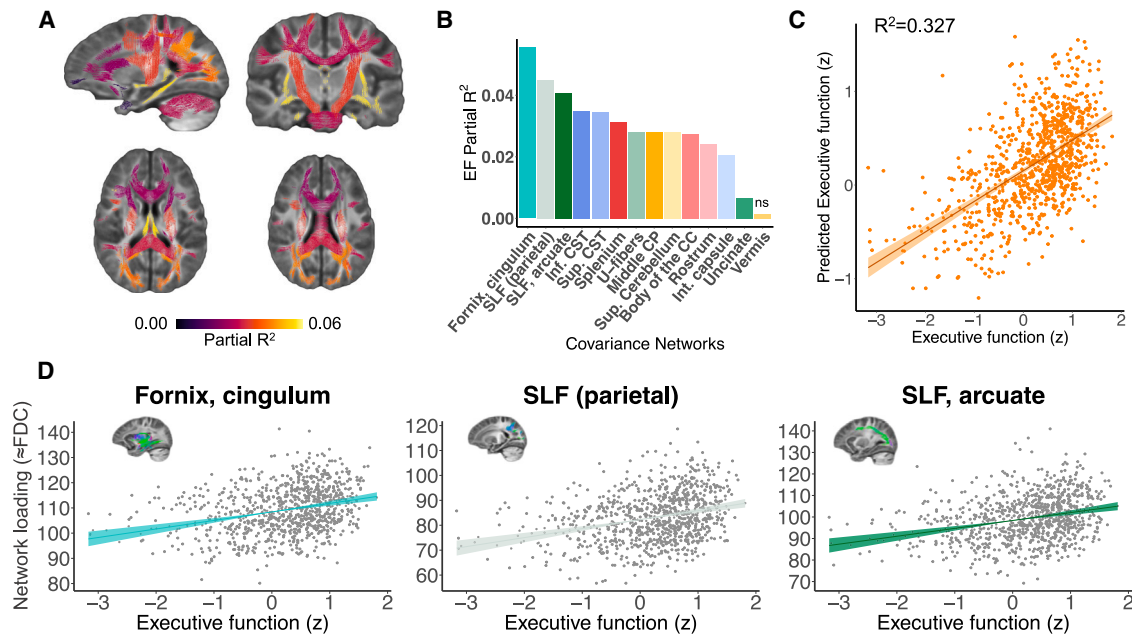 A
0.00
0.06
Partial R²
B
EF Partial R²
0.04
0.02
0.00
ns
Fornix, cingulum
SLF (parietal)
SLF, arcuate
Inf. CST
Sup. CST
Splenium
U−fibers
Middle CP
Sup. Cerebellum
Body of the CC
Rostrum
Int. capsule
Uncinate
Vermis
Covariance Networks
C
R²=0.327
Predicted Executive function (z)
1
0
−1
−3 −2 −1 0 1 2
Executive function (z)
D
Network loading (≈FDC)
Fornix, cingulum
140
130
120
110
100
90
80
−3 −2 −1 0 1 2
Executive function (z)
SLF (parietal)
120
110
100
90
80
70
60
−3 −2 −1 0 1 2
Executive function (z)
SLF, arcuate
140
130
120
110
100
90
80
70
−3 −2 −1 0 1 2
Executive function (z)